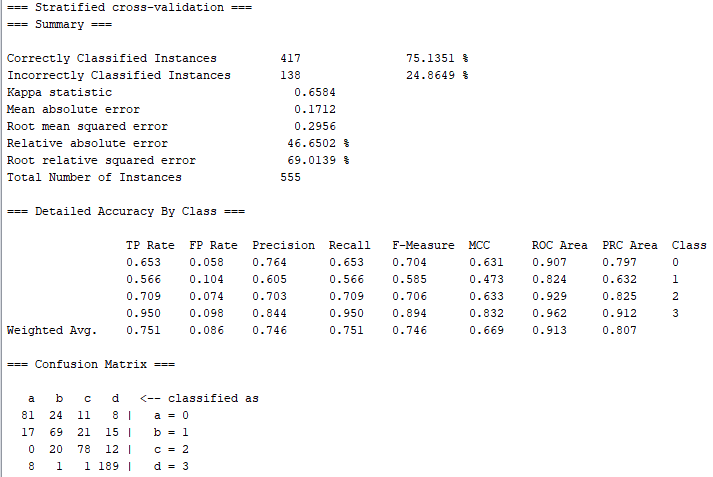 === Stratified cross-validation ===
=== Summary ===
Correctly Classified Instances 417 75.1351 %
Incorrectly Classified Instances 138 24.8649 %
Kappa statistic 0.6584
Mean absolute error 0.1712
Root mean squared error 0.2956
Relative absolute error 46.6502 %
Root relative squared error 69.0139 %
Total Number of Instances 555
=== Detailed Accuracy By Class ===
TP Rate FP Rate Precision Recall F-Measure MCC ROC Area PRC Area Class
0.653 0.058 0.764 0.653 0.704 0.631 0.907 0.797 0
0.566 0.104 0.605 0.566 0.585 0.473 0.824 0.632 1
0.709 0.074 0.703 0.709 0.706 0.633 0.929 0.825 2
0.950 0.098 0.844 0.950 0.894 0.832 0.962 0.912 3
Weighted Avg. 0.751 0.086 0.746 0.751 0.746 0.669 0.913 0.807
=== Confusion Matrix ===
a b c d <-- classified as
81 24 11 8 | a = 0
17 69 21 15 | b = 1
0 20 78 12 | c = 2
8 1 1 189 | d = 3